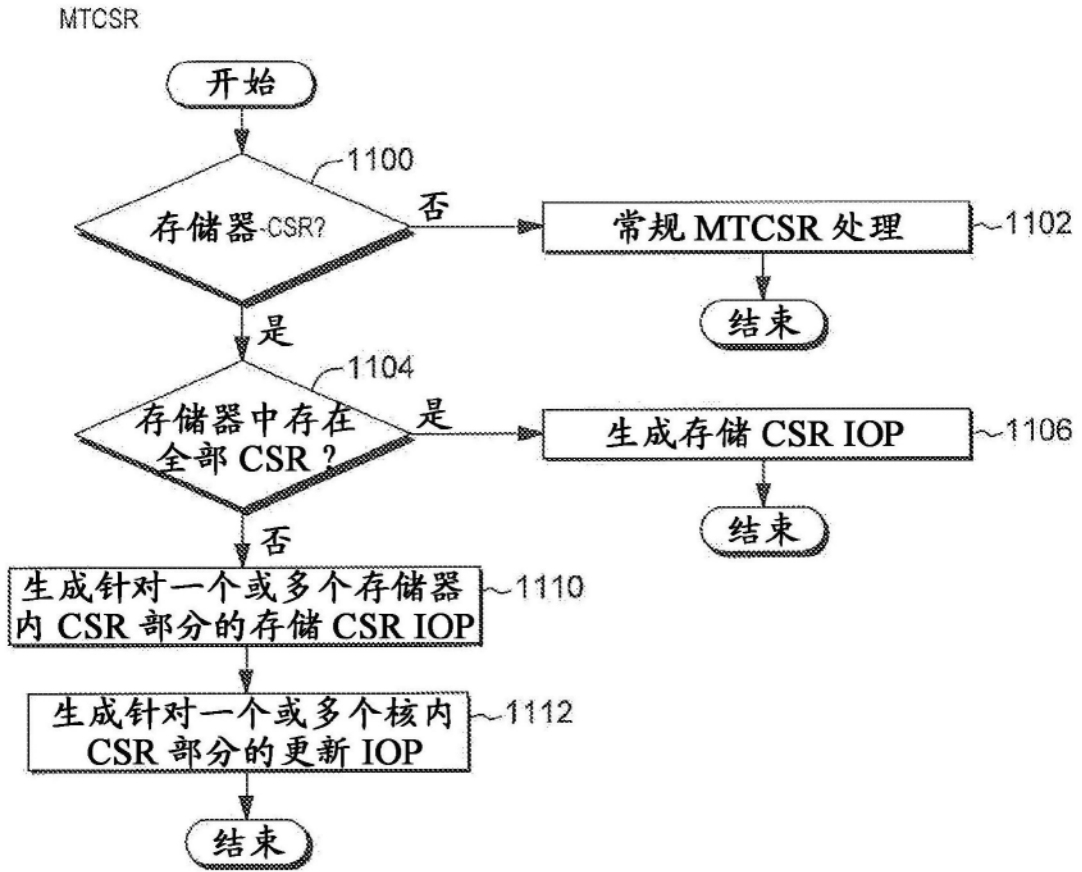 MTCSR
开始
1100
存储器-CSR?
否
常规 MTCSR 处理
1102
结束
是
1104
存储器中存在
全部 CSR ?
是
生成存储 CSR IOP
1106
结束
否
生成针对一个或多个存储器
内 CSR 部分的存储 CSR IOP
1110
生成针对一个或多个核内
CSR 部分的更新 IOP
1112
结束